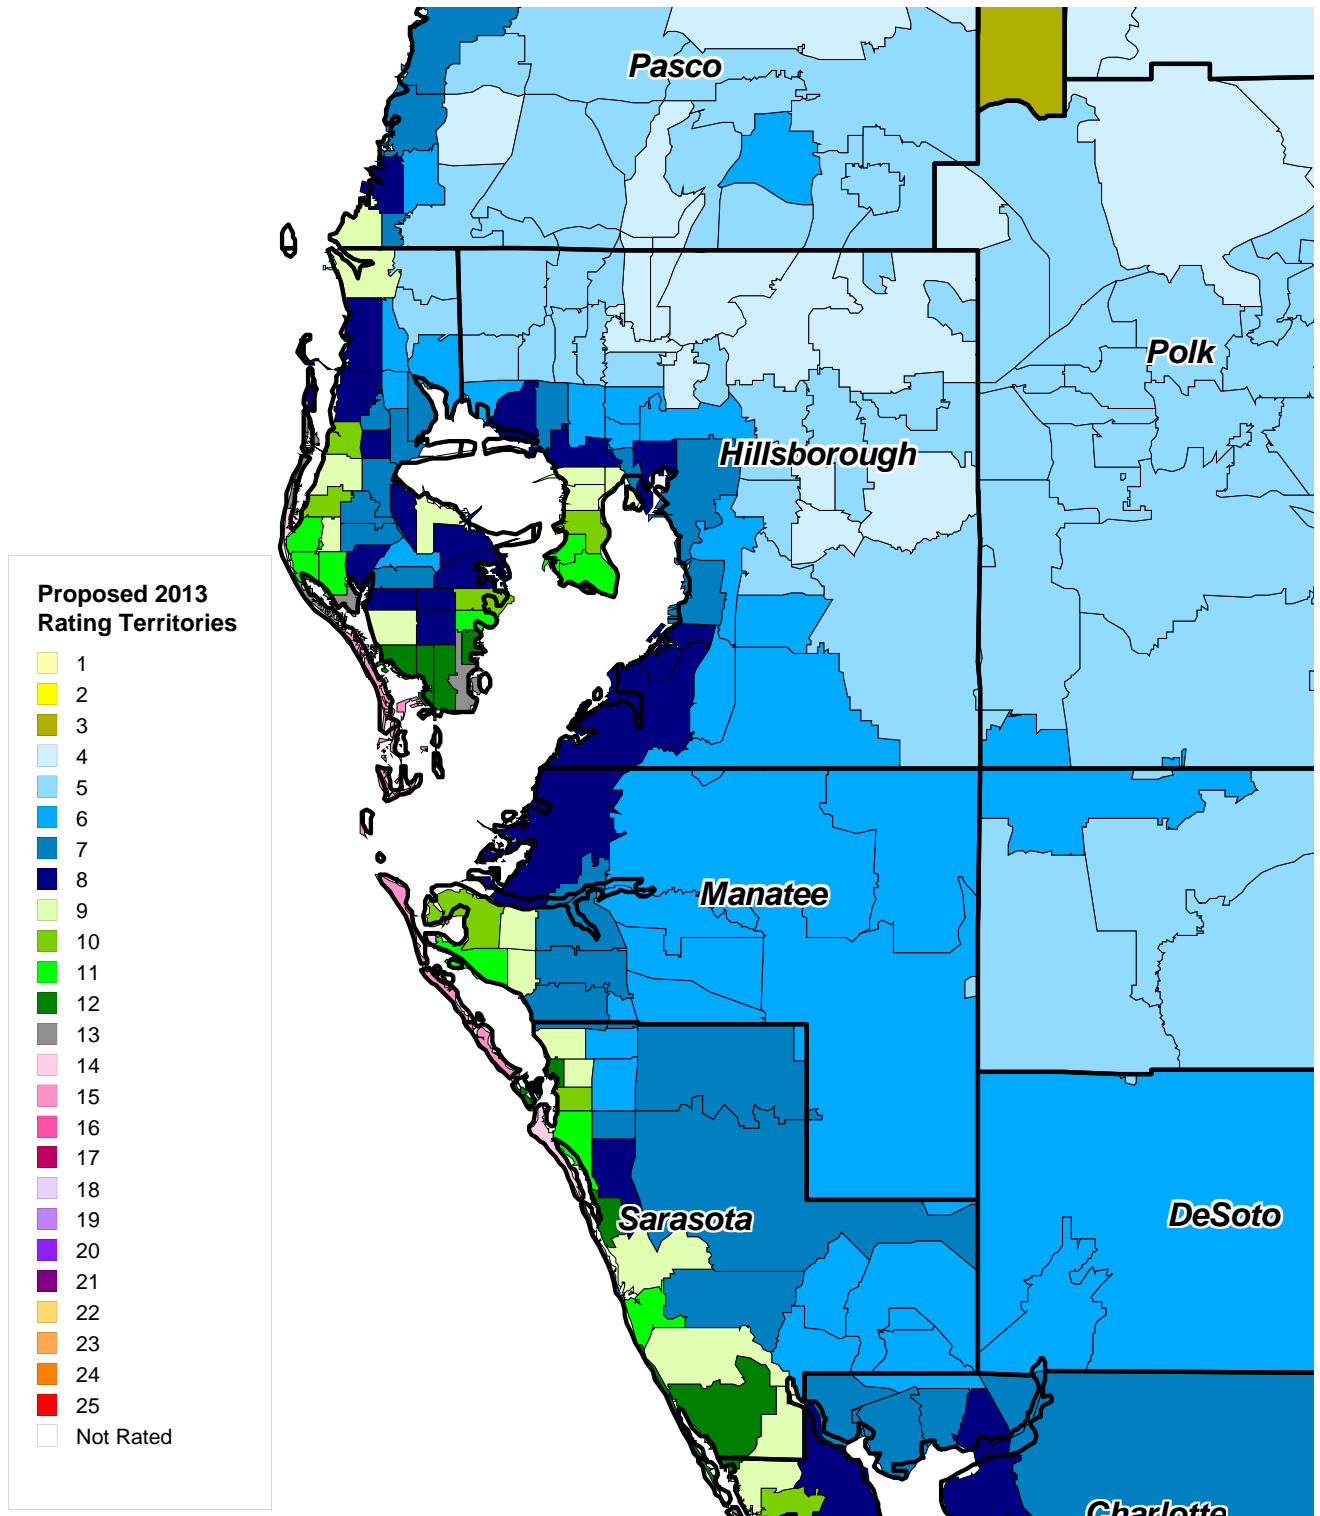 Pasco
Polk
Hillsborough
Proposed 2013
Rating Territories
1
2
3
4
5
6
7
8
9
10
11
12
13
14
15
16
17
18
19
20
21
22
23
24
25
Not Rated
Manatee
DeSoto
Sarasota
Charlotte